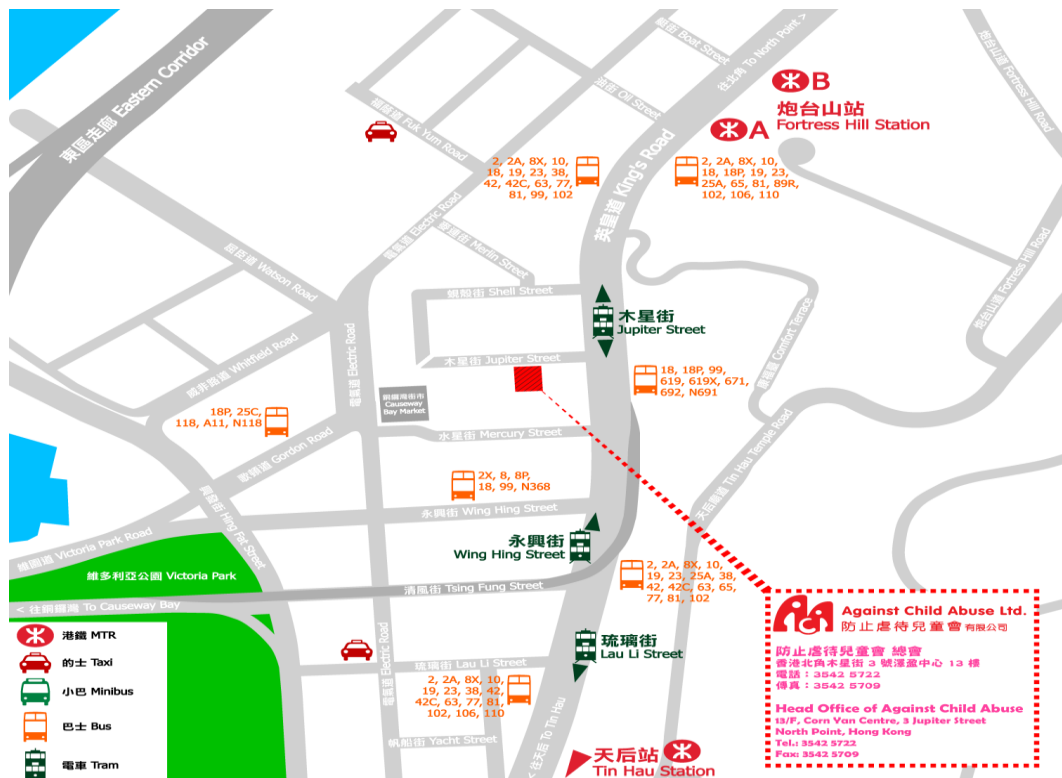 東區走廊 Eastern Corridor
船街 Boat Street
油街 Oil Street
往北角 To North Point >
炮台山道 Fortress Hill Road
B
炮台山站
A Fortress Hill Station
福蔭道 Fuk Yum Road
2, 2A, 8X, 10,
18, 19, 23, 38,
42, 42C, 63, 77,
81, 99, 102
2, 2A, 8X, 10,
18, 18P, 19, 23,
25A, 65, 81, 89R,
102, 106, 110
英皇道 King's Road
電氣道 Electric Road
麥連街 Merlin Street
屈臣道 Watson Road
蜆殼街 Shell Street
炮台山道 Fortress Hill Road
木星街
Jupiter Street
電氣道 Electric Road
威非路道 Whitfield Road
木星街 Jupiter Street
景麗臺 Comfort Terrace
18, 18P, 99,
619, 619X, 671,
692, N691
銅鑼灣街市
Causeway
Bay Market
18P, 25C,
118, A11, N118
歌頓道 Gordon Road
水星街 Mercury Street
天后廟道 Tin Hau Temple Road
2X, 8, 8P,
18, 99, N368
興發街 Hing Fat Street
永興街 Wing Hing Street
維園道 Victoria Park Road
永興街
Wing Hing Street
維多利亞公園 Victoria Park
清風街 Tsing Fung Street
2, 2A, 8X, 10,
19, 23, 25A, 38,
42, 42C, 63, 65,
77, 81, 102
< 往銅鑼灣 To Causeway Bay
港鐵 MTR
的士 Taxi
小巴 Minibus
巴士 Bus
電車 Tram
電氣道 Electric Road
琉璃街
Lau Li Street
琉璃街 Lau Li Street
2, 2A, 8X, 10,
19, 23, 38, 42,
42C, 63, 77, 81,
102, 106, 110
帆船街 Yacht Street
< 往天后 To Tin Hau
天后站
Tin Hau Station
ACA
Against Child Abuse Ltd.
防止虐待兒童會 有限公司
防止虐待兒童會 總會
香港北角木星街 3 號澤盈中心 13 樓
電話：3542 5722
傳真：3542 5709
Head Office of Against Child Abuse
13/F, Corn Yan Centre, 3 Jupiter Street
North Point, Hong Kong
Tel.: 3542 5722
Fax: 3542 5709